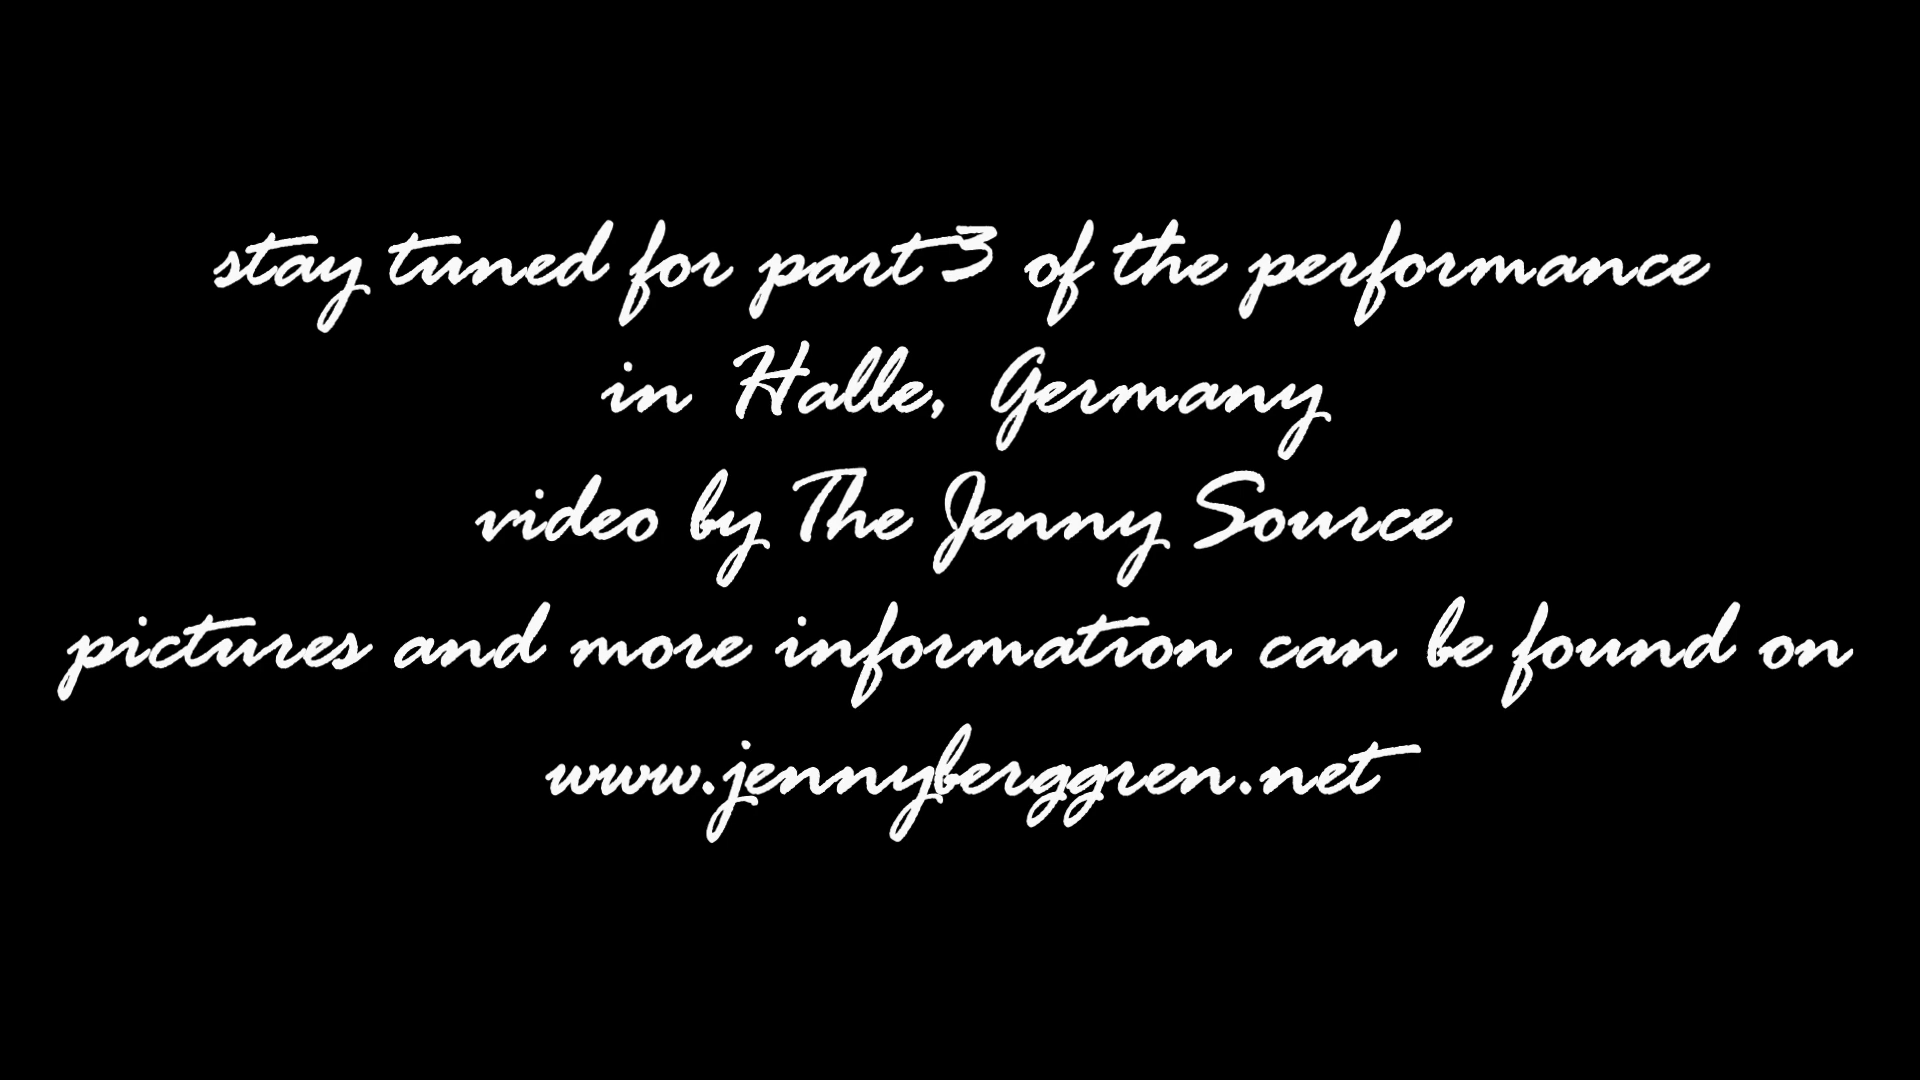 stay tuned for part 3 of the performance
in Halle, Germany
video by The Jenny Source
pictures and more information can be found on
www.jennyberggren.net